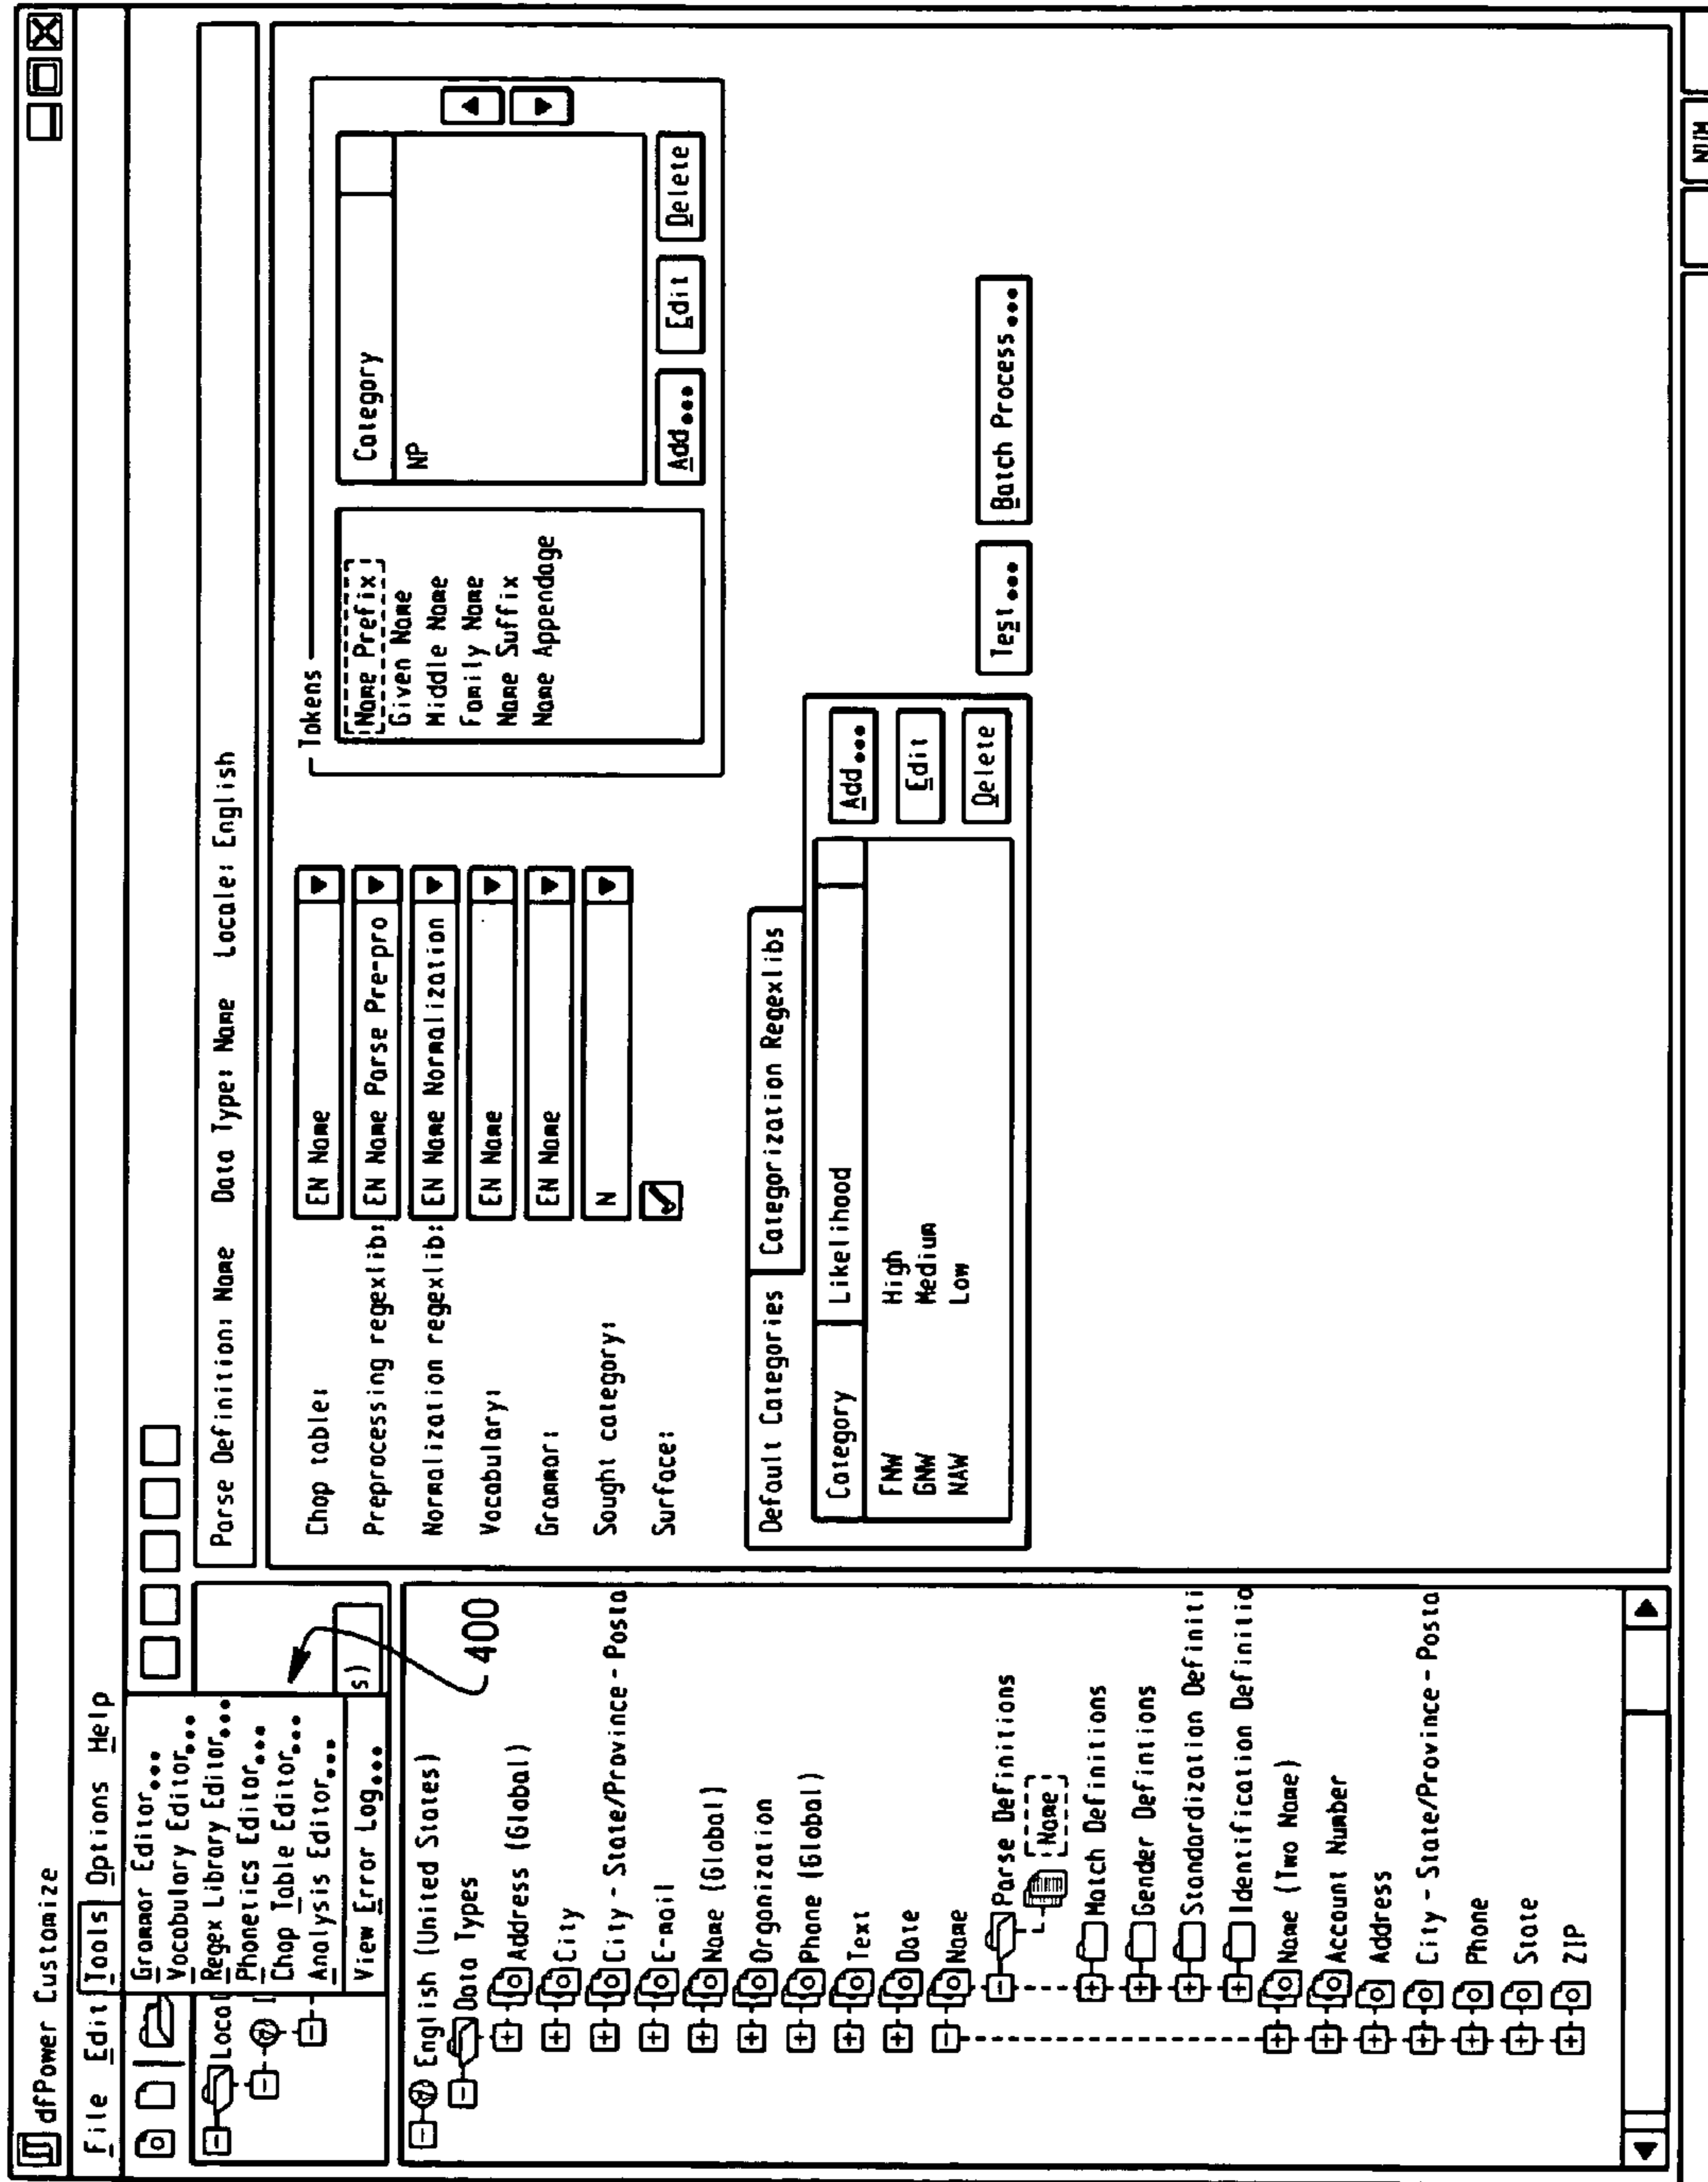 dfPower Customize
File Edit Tools Options Help
Grammar Editor...
Vocabulary Editor...
Regex Library Editor...
Phonetics Editor...
Chop Table Editor...
Analysis Editor...
View Error Log...
s)
400
English (United States)
Data Types
Address (Global)
City
City - State/Province - Posta
E-mail
Name (Global)
Organization
Phone (Global)
Text
Date
Name
Parse Definitions
Name
Match Definitions
Gender Defintions
Standardization Definiti
Identification Definitio
Name (Two Name)
Account Number
Address
City - State/Province - Posta
Phone
State
ZIP
Parse Definition: Name Data Type: Name Locale: English
Chop table: EN Name
Preprocessing regexlib: EN Name Parse Pre-pro
Normalization regexlib: EN Name Normalization
Vocabulary: EN Name
Grammar: EN Name
Sought category: N
Surface:
Tokens
Name Prefix
Given Name
Middle Name
Family Name
Name Suffix
Name Appendage
Category
NP
Add... Edit Delete
Default Categories Categorization Regexlibs
Category Likelihood
FNW High
GNW Medium
NAW Low
Add...
Edit
Delete
Test... Batch Process...
NUM